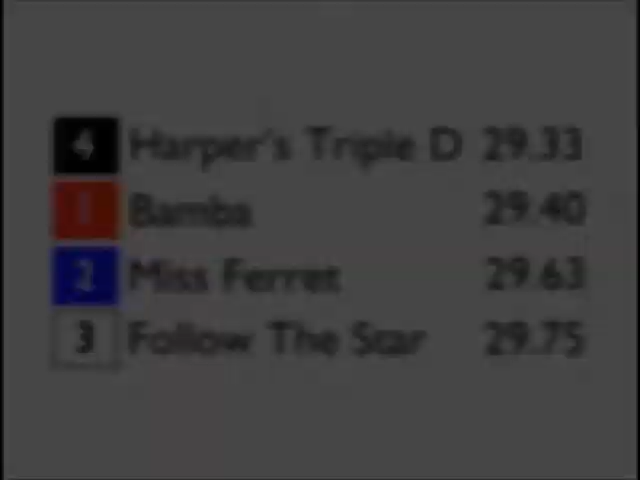 4 Harper's Triple D 29.33
1 Bamba 29.40
2 Miss Ferret 29.63
3 Follow The Star 29.75